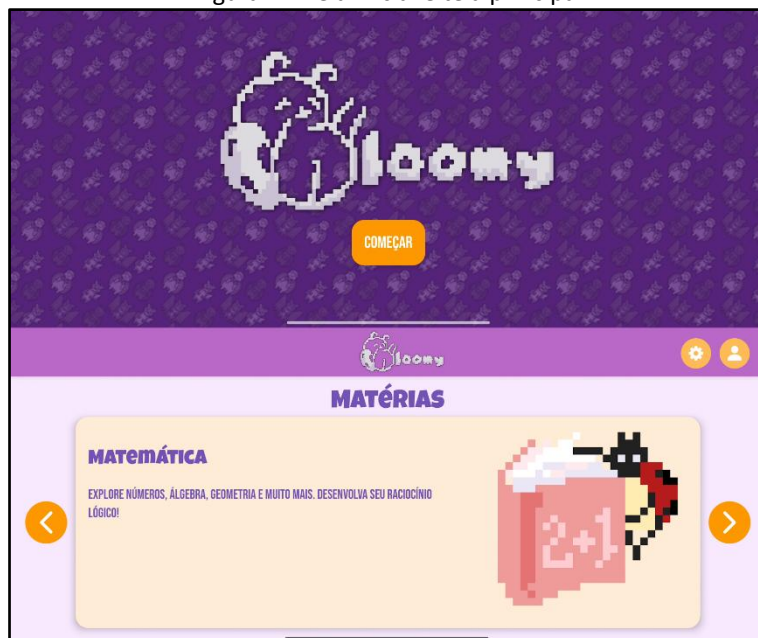 Bloomy
COMEÇAR
Bloomy
MATÉRIAS
MATEMÁTICA
EXPLORE NÚMEROS, ÁLGEBRA, GEOMETRIA E MUITO MAIS. DESENVOLVA SEU RACIOCÍNIO
LÓGICO!
2+1